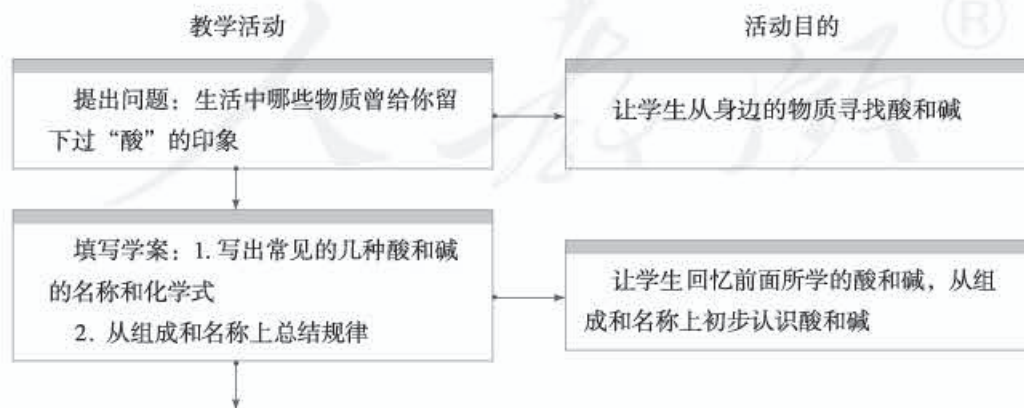 教学活动
活动目的
提出问题：生活中哪些物质曾给你留
下过“酸”的印象
让学生从身边的物质寻找酸和碱
填写学案：1. 写出常见的几种酸和碱
的名称和化学式
2. 从组成和名称上总结规律
让学生回忆前面所学的酸和碱，从组
成和名称上初步认识酸和碱
®